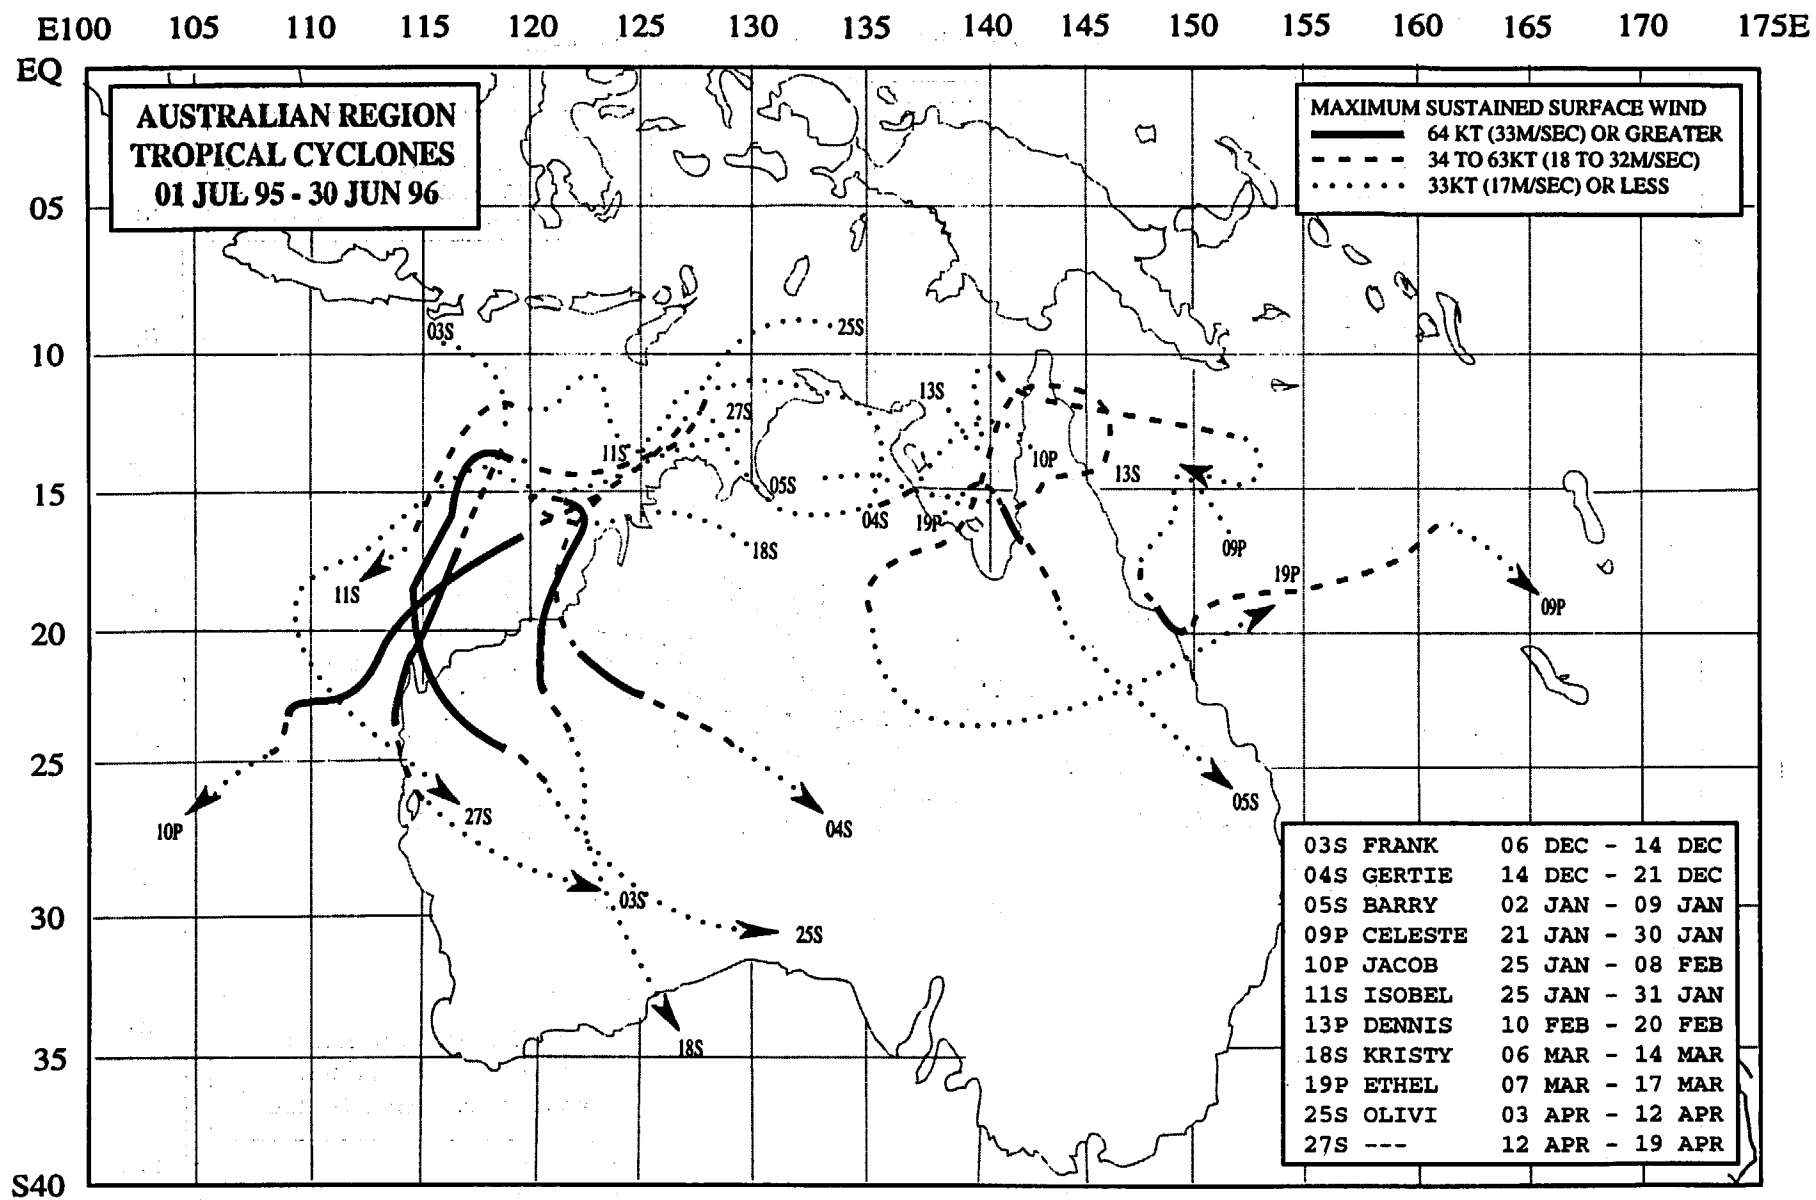 E100 105 110 115 120 125 130 135 140 145 150 155 160 165 170 175E
EQ
AUSTRALIAN REGION
TROPICAL CYCLONES
01 JUL 95 - 30 JUN 96
MAXIMUM SUSTAINED SURFACE WIND
64 KT (33M/SEC) OR GREATER
34 TO 63KT (18 TO 32M/SEC)
33KT (17M/SEC) OR LESS
05
03S
25S
10
13S
27S
11S
10P
13S
15
05S
04S
19P
18S
09P
19P
11S
09P
20
25
27S
10P
04S
05S
03S
30
25S
18S
35
S40
03S FRANK 06 DEC - 14 DEC
04S GERTIE 14 DEC - 21 DEC
05S BARRY 02 JAN - 09 JAN
09P CELESTE 21 JAN - 30 JAN
10P JACOB 25 JAN - 08 FEB
11S ISOBEL 25 JAN - 31 JAN
13P DENNIS 10 FEB - 20 FEB
18S KRISTY 06 MAR - 14 MAR
19P ETHEL 07 MAR - 17 MAR
25S OLIVI 03 APR - 12 APR
27S --- 12 APR - 19 APR